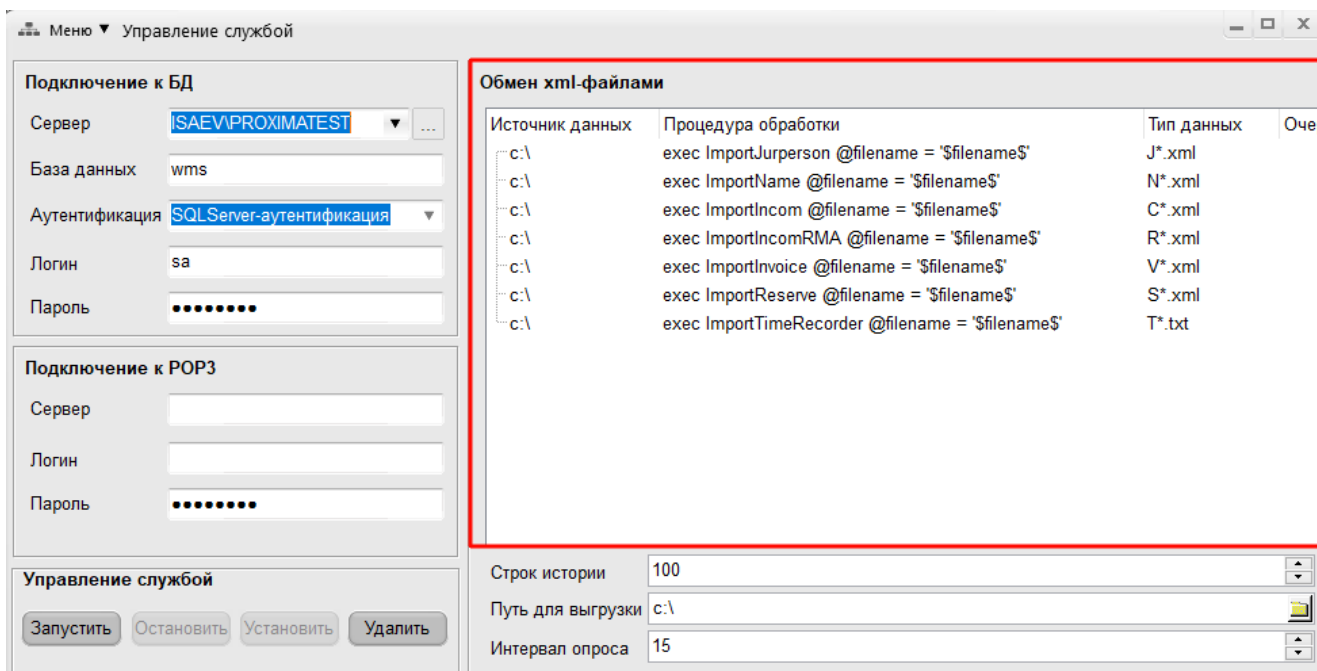 Меню ▼ Управление службой
Подключение к БД
Сервер ISAEV\PROXIMATEST ...
База данных wms
Аутентификация SQLServer-аутентификация
Логин sa
Пароль ●●●●●●●●
Подключение к POP3
Сервер
Логин
Пароль ●●●●●●●●
Управление службой
Запустить Остановить Установить Удалить
Обмен xml-файлами
Источник данных Процедура обработки Тип данных Оче
c:\ exec ImportJurperson @filename = '$filename$' J*.xml
c:\ exec ImportName @filename = '$filename$' N*.xml
c:\ exec ImportIncom @filename = '$filename$' C*.xml
c:\ exec ImportIncomRMA @filename = '$filename$' R*.xml
c:\ exec ImportInvoice @filename = '$filename$' V*.xml
c:\ exec ImportReserve @filename = '$filename$' S*.xml
c:\ exec ImportTimeRecorder @filename = '$filename$' T*.txt
Строк истории 100
Путь для выгрузки c:\
Интервал опроса 15